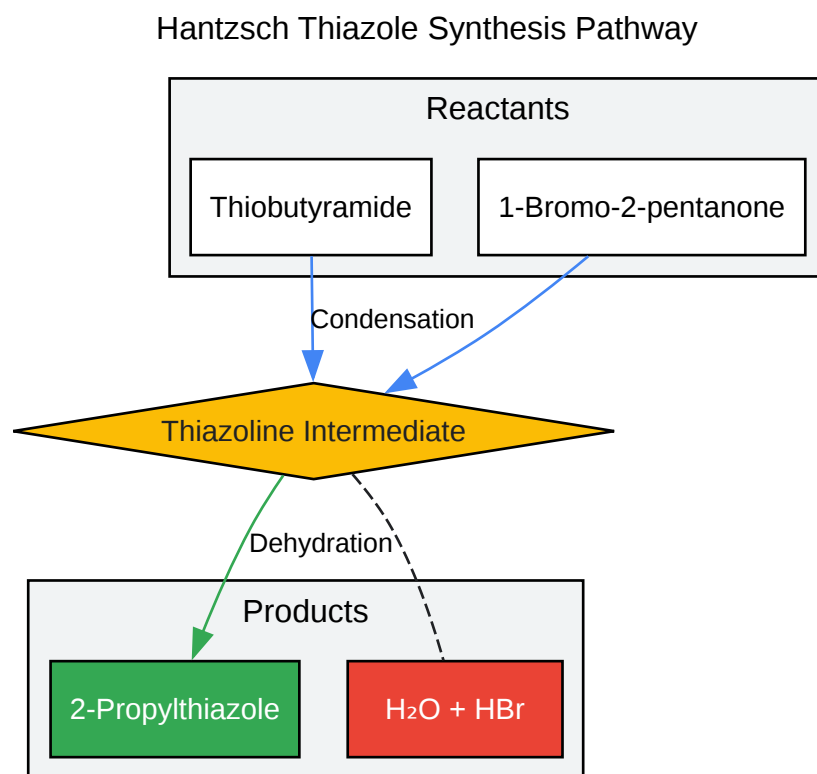 Hantzsch Thiazole Synthesis Pathway
Reactants
Thiobutyramide
1-Bromo-2-pentanone
Condensation
Thiazoline Intermediate
Dehydration
Products
2-Propylthiazole
H₂O + HBr